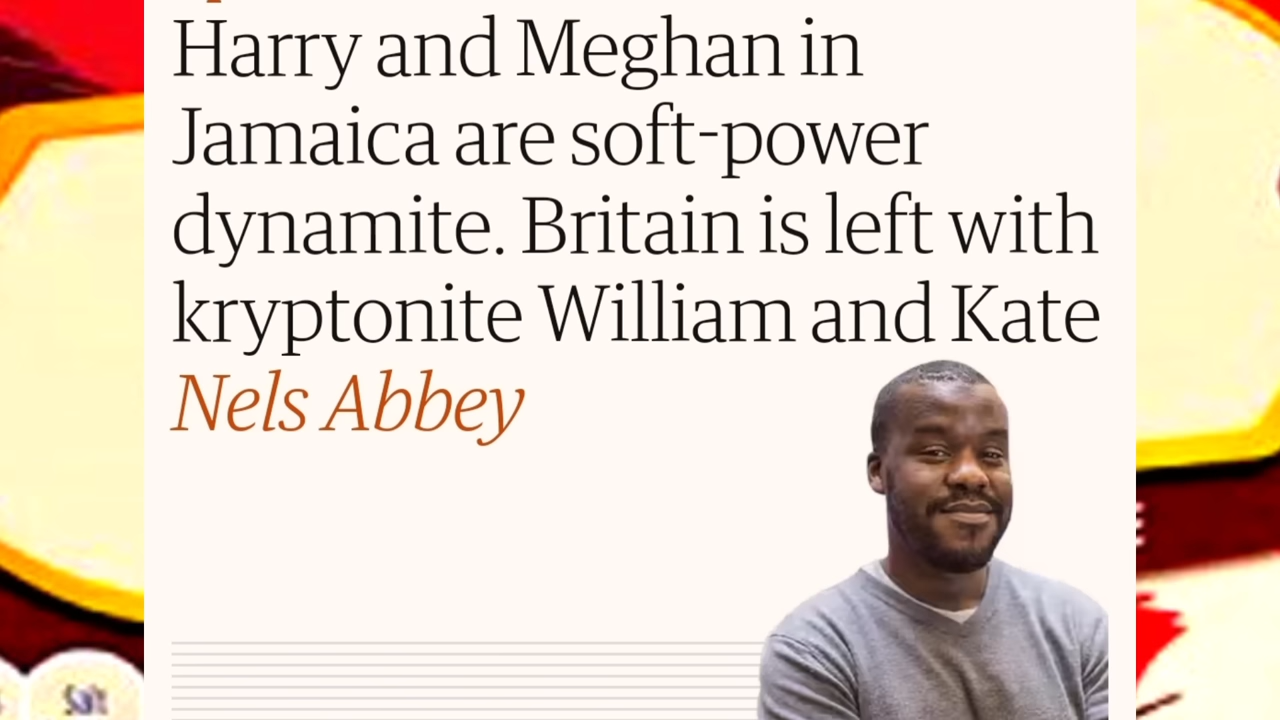 Harry and Meghan in
Jamaica are soft-power
dynamite. Britain is left with
kryptonite William and Kate
Nels Abbey
Salt